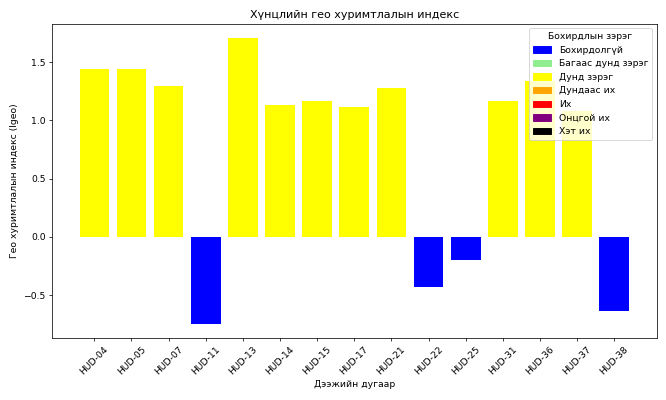 Хүнцлийн гео хуримтлалын индекс
Гео хуримтлалын индекс (Igeo)
1.5
1.0
0.5
0.0
−0.5
Бохирдлын зэрэг
Бохирдолгүй
Багаас дунд зэрэг
Дунд зэрэг
Дундаас их
Их
Онцгой их
Хэт их
HUD-04
HUD-05
HUD-07
HUD-11
HUD-13
HUD-14
HUD-15
HUD-17
HUD-21
HUD-22
HUD-25
HUD-31
HUD-36
HUD-37
HUD-38
Дээжийн дугаар